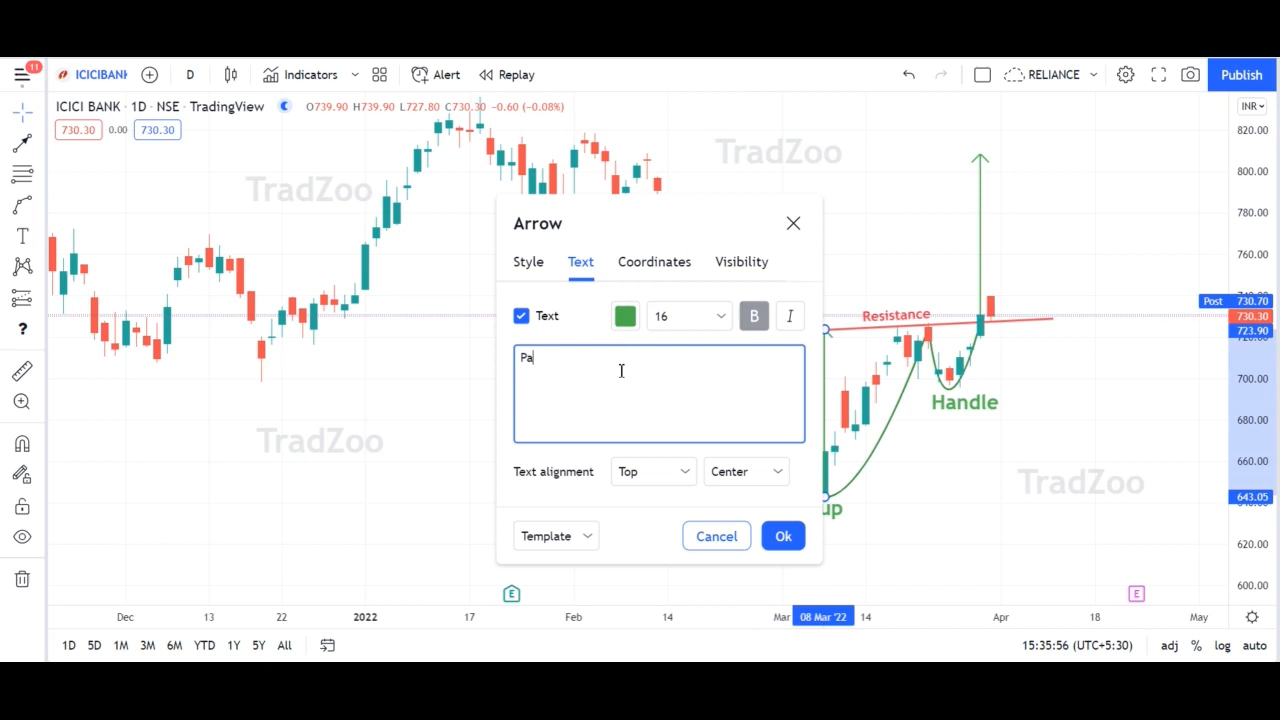 11
ICICIBANK
D
Indicators
Alert
Replay
RELIANCE
Publish
ICICI BANK · 1D · NSE · TradingView
O739.90 H739.90 L727.80 C730.30 −0.60 (−0.08%)
INR
730.30
0.00
730.30
820.00
800.00
780.00
760.00
TradZoo
TradZoo
Arrow
Style
Text
Coordinates
Visibility
Text
16
B
I
Pa
Text alignment
Top
Center
Template
Cancel
Ok
Resistance
Handle
up
Post 730.70
730.30
723.90
700.00
680.00
660.00
643.05
620.00
600.00
TradZoo
TradZoo
E
E
Dec
13
22
2022
17
Feb
14
Mar
08 Mar '22
14
Apr
18
May
1D 5D 1M 3M 6M YTD 1Y 5Y All
15:35:56 (UTC+5:30)
adj
%
log
auto